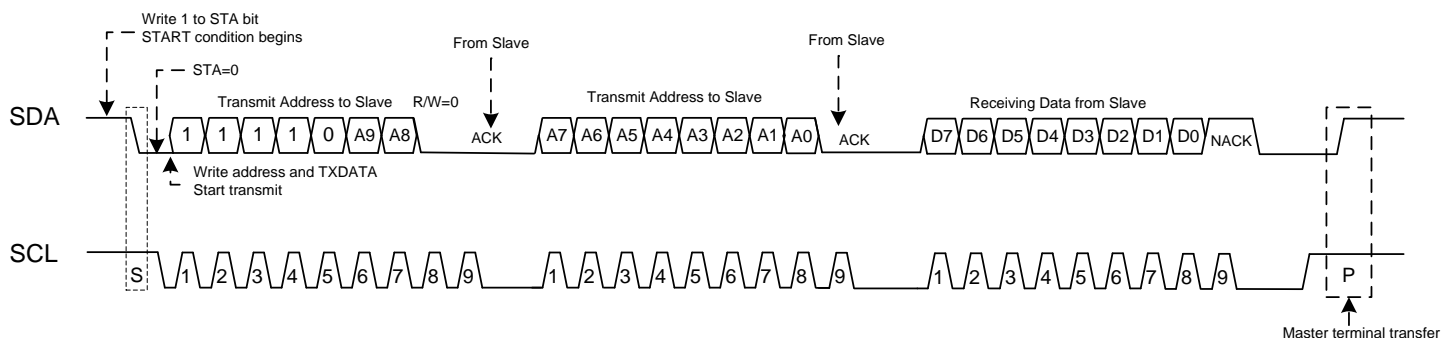 Write 1 to STA bit
START condition begins
STA=0
From Slave
From Slave
Transmit Address to Slave R/W=0
Transmit Address to Slave
Receiving Data from Slave
SDA
1 1 1 1 0 A9 A8 ACK A7 A6 A5 A4 A3 A2 A1 A0 ACK D7 D6 D5 D4 D3 D2 D1 D0 NACK
Write address and TXDATA
Start transmit
SCL
S 1 2 3 4 5 6 7 8 9 1 2 3 4 5 6 7 8 9 1 2 3 4 5 6 7 8 9 P
Master terminal transfer